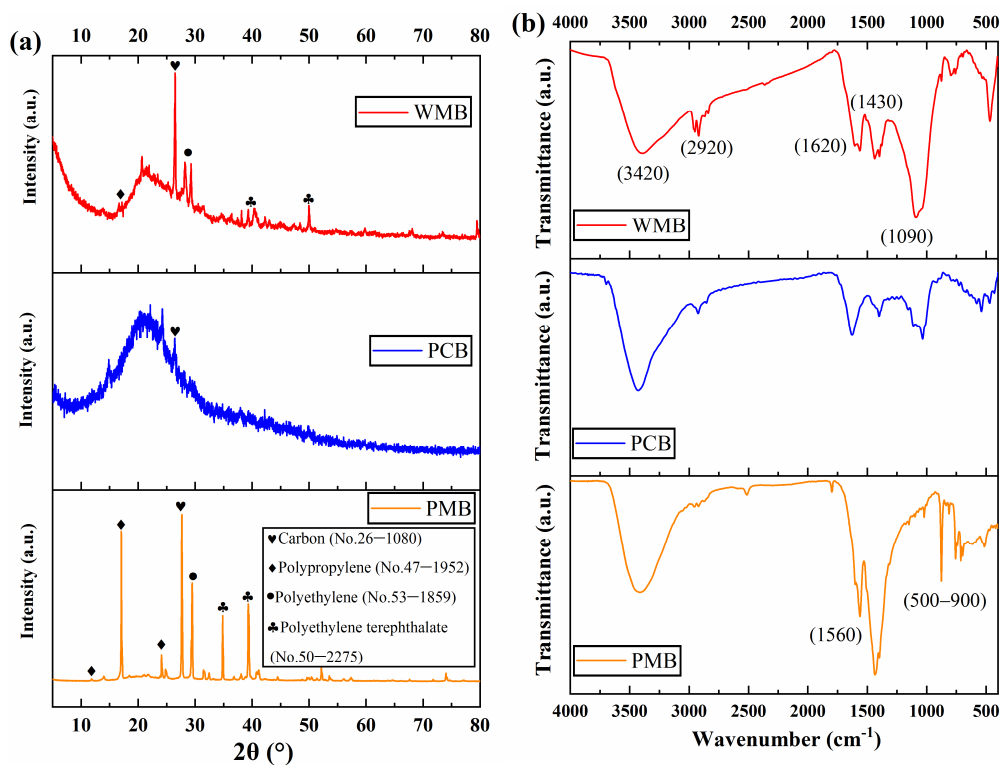 (a)
10 20 30 40 50 60 70 80
Intensity (a.u.)
♥
WMB
●
♦
♣
♣
Intensity (a.u.)
♥
PCB
Intensity (a.u.)
PMB
♥
♦
♥Carbon (No.26−1080)
♦Polypropylene (No.47−1952)
●
●Polyethylene (No.53−1859)
♣
♣
♣Polyethylene terephthalate
(No.50−2275)
♦
♦
10 20 30 40 50 60 70 80
2θ (°)
(b)
4000 3500 3000 2500 2000 1500 1000 500
Transmittance (a.u.)
(1430)
(1620)
(2920)
(3420)
WMB
(1090)
Transmittance (a.u.)
PCB
Transmittance (a.u.)
(500−900)
(1560)
PMB
4000 3500 3000 2500 2000 1500 1000 500
Wavenumber (cm⁻¹)